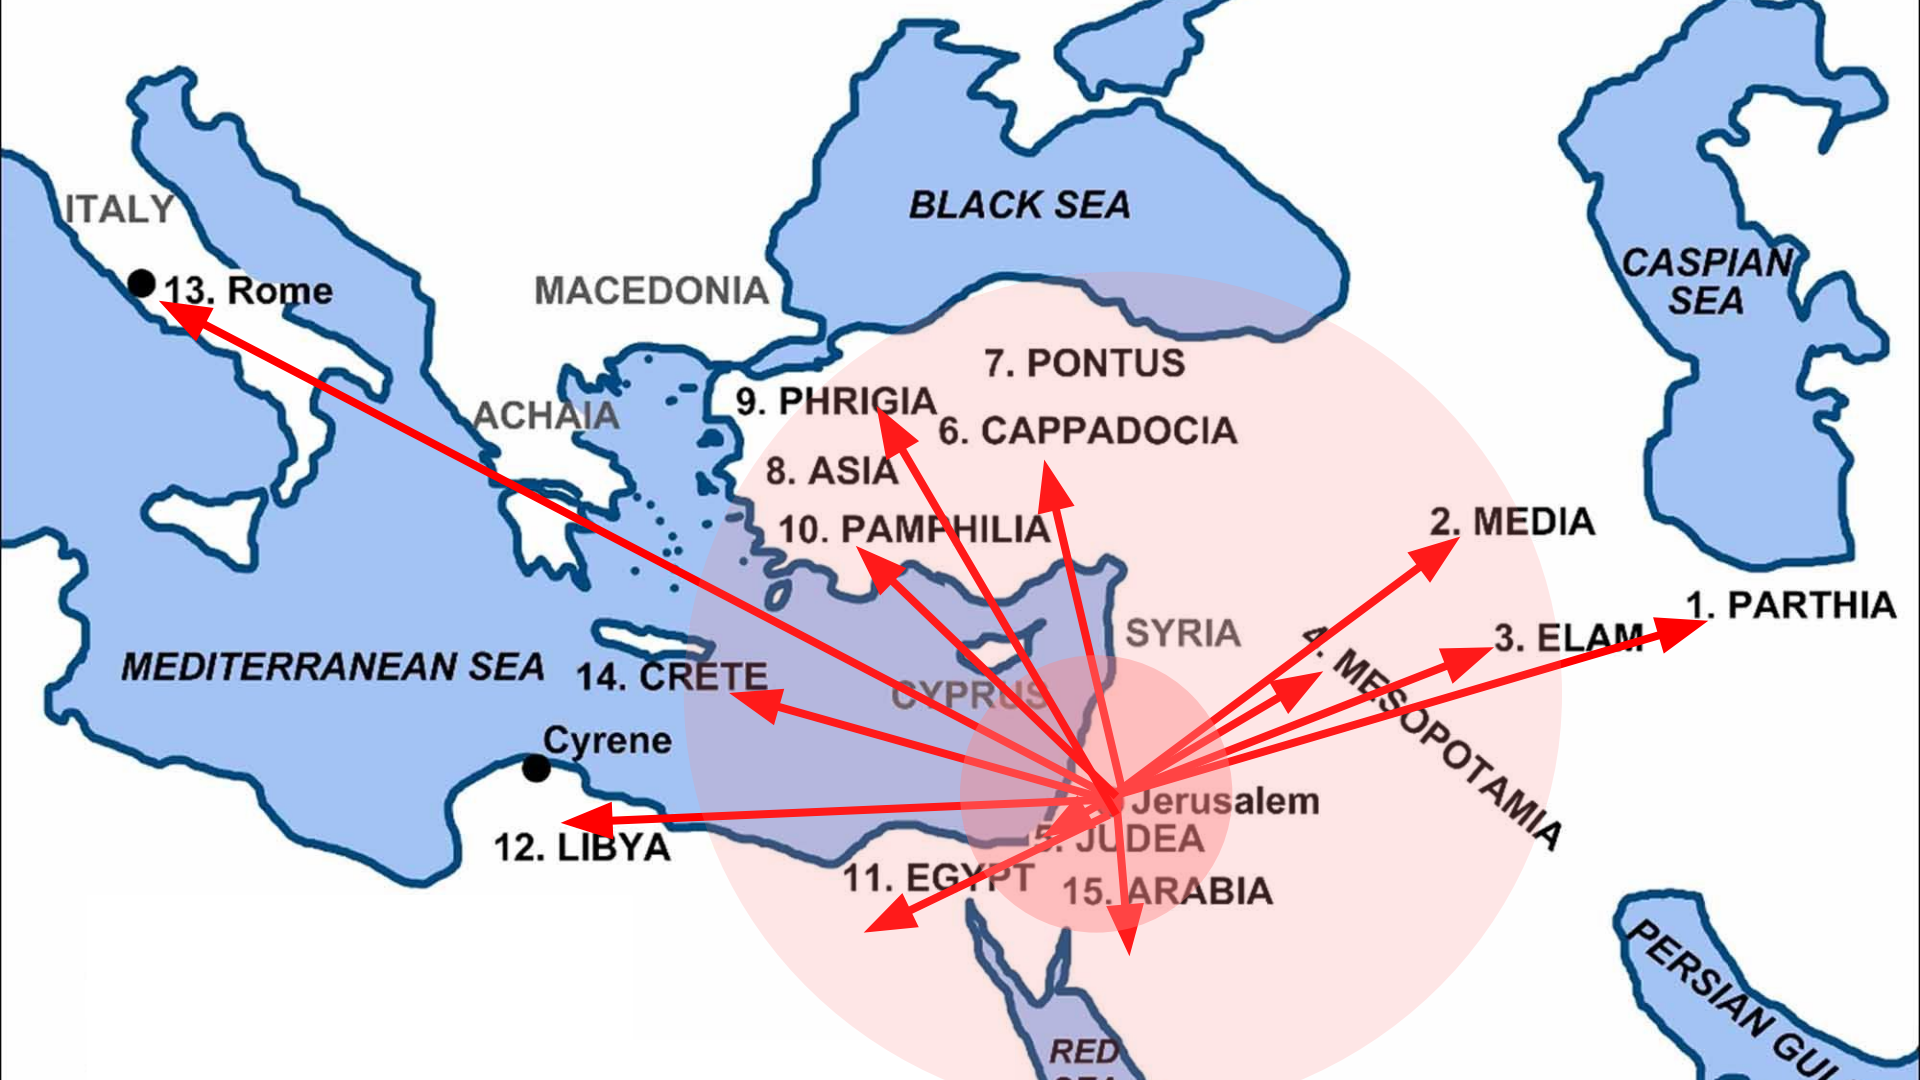 BLACK SEA
ITALY
CASPIAN
SEA
13. Rome
MACEDONIA
7. PONTUS
9. PHRIGIA
ACHAIA
6. CAPPADOCIA
8. ASIA
10. PAMPHILIA
2. MEDIA
1. PARTHIA
SYRIA
3. ELAM
4. MESOPOTAMIA
MEDITERRANEAN SEA
14. CRETE
CYPRUS
Cyrene
Jerusalem
5. JUDEA
12. LIBYA
11. EGYPT
15. ARABIA
PERSIAN GUL
RED
SEA